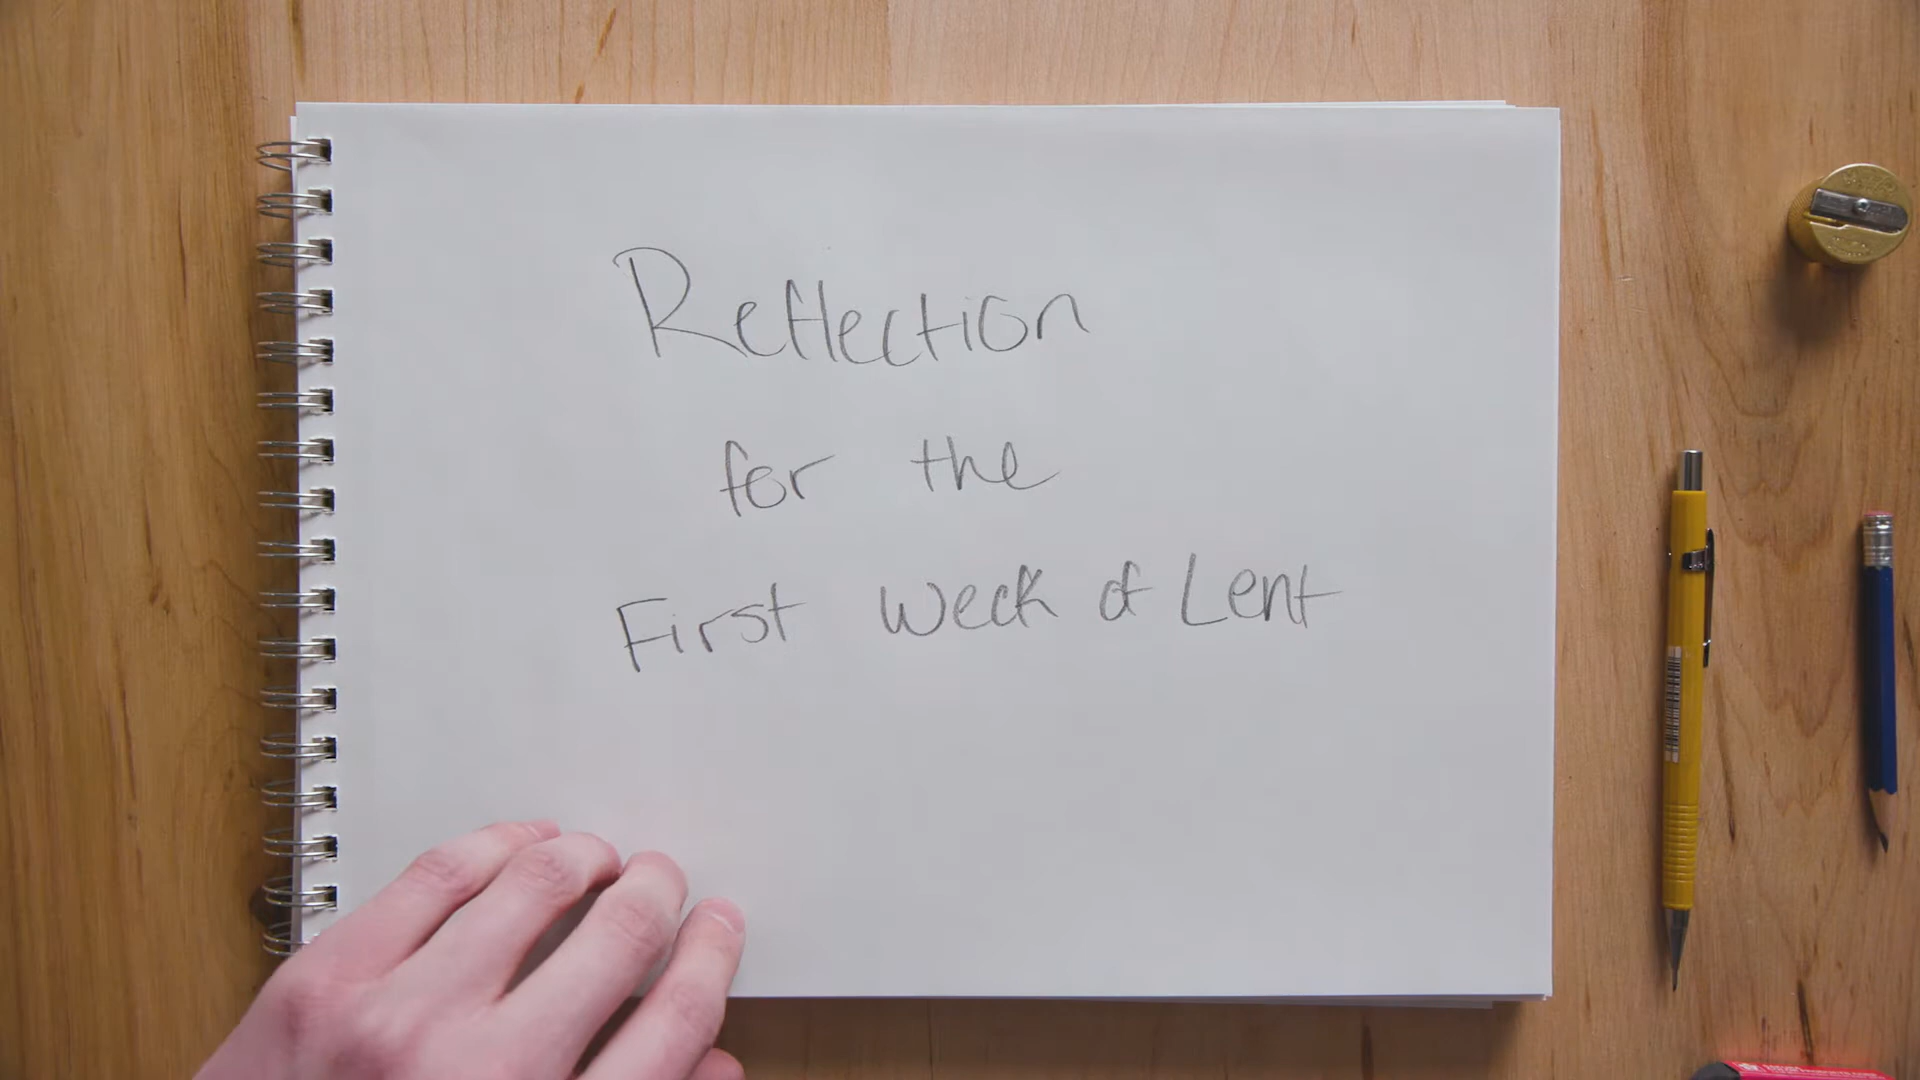 Reflection
for the
First Week of Lent